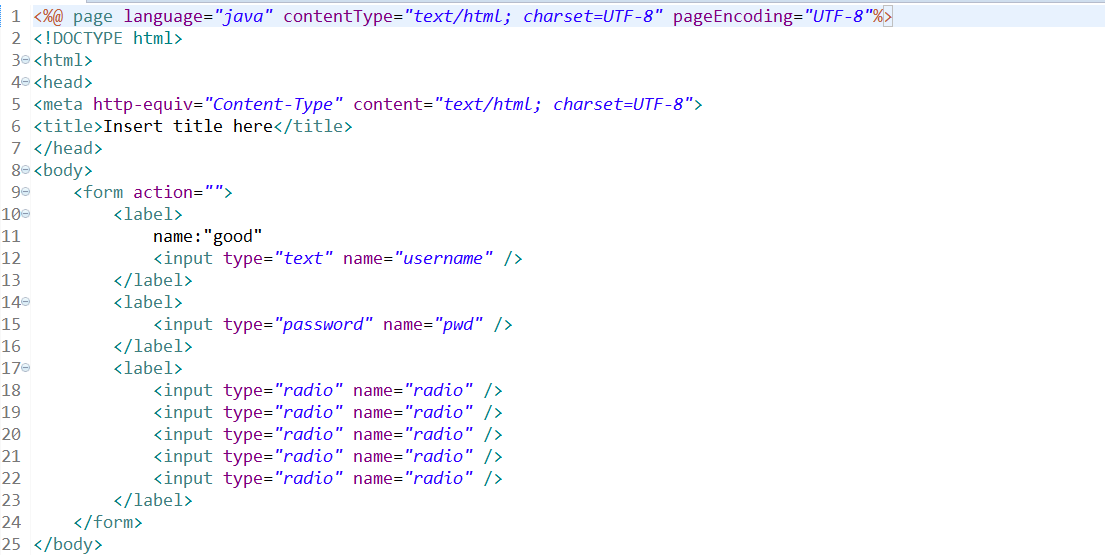 1 <%@ page language="java" contentType="text/html; charset=UTF-8" pageEncoding="UTF-8"%>
2 <!DOCTYPE html>
3 <html>
4 <head>
5 <meta http-equiv="Content-Type" content="text/html; charset=UTF-8">
6 <title>Insert title here</title>
7 </head>
8 <body>
9     <form action="">
10         <label>
11             name:"good"
12             <input type="text" name="username" />
13         </label>
14         <label>
15             <input type="password" name="pwd" />
16         </label>
17         <label>
18             <input type="radio" name="radio" />
19             <input type="radio" name="radio" />
20             <input type="radio" name="radio" />
21             <input type="radio" name="radio" />
22             <input type="radio" name="radio" />
23         </label>
24     </form>
25 </body>